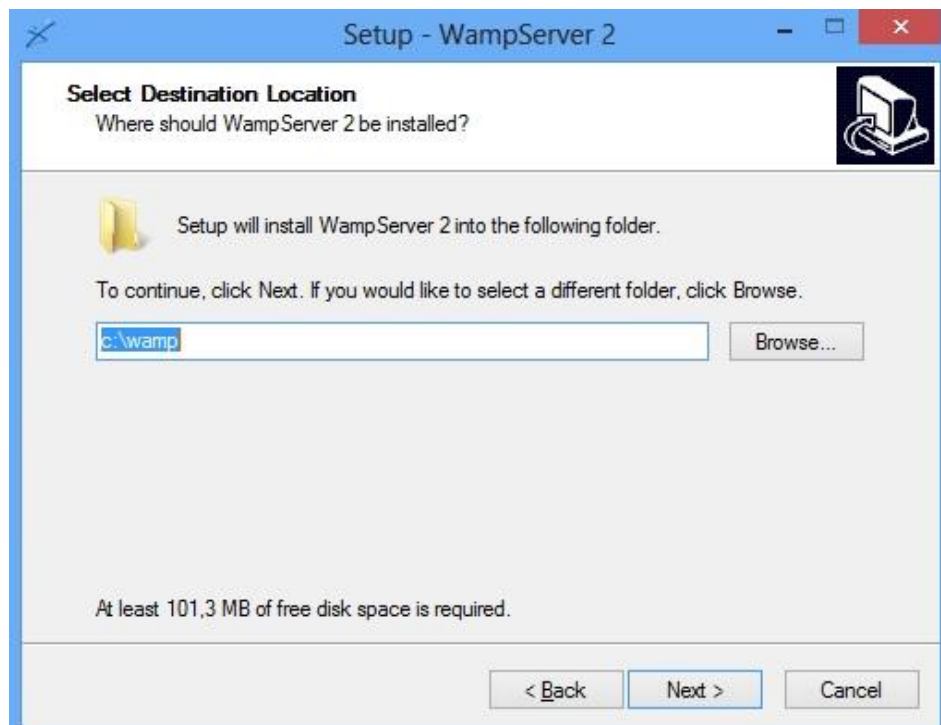 Setup - WampServer 2
Select Destination Location
Where should WampServer 2 be installed?
Setup will install WampServer 2 into the following folder.
To continue, click Next. If you would like to select a different folder, click Browse.
c:\wamp
Browse...
At least 101,3 MB of free disk space is required.
< Back
Next >
Cancel